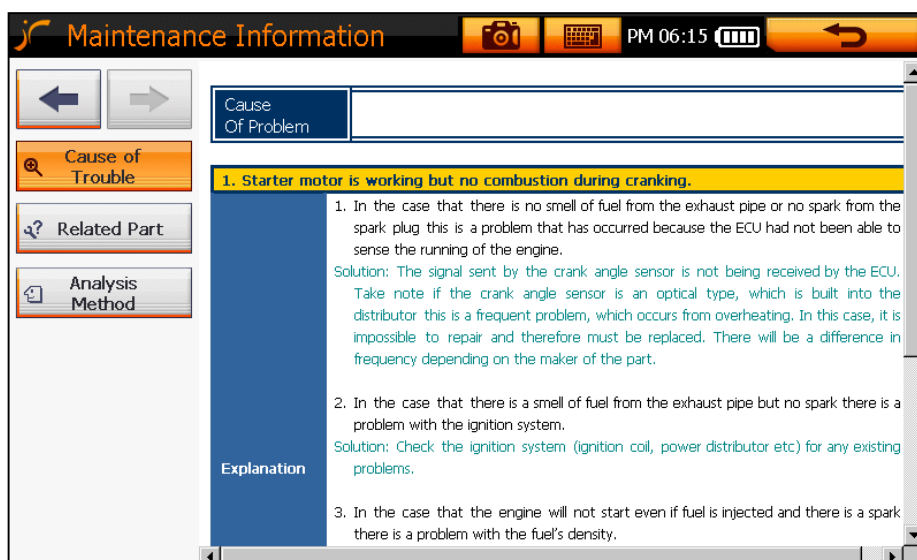 Maintenance Information
PM 06:15
Cause of
Trouble
Related Part
Analysis
Method
Cause
Of Problem
1. Starter motor is working but no combustion during cranking.
Explanation
1. In the case that there is no smell of fuel from the exhaust pipe or no spark from the
spark plug this is a problem that has occurred because the ECU had not been able to
sense the running of the engine.
Solution: The signal sent by the crank angle sensor is not being received by the ECU.
Take note if the crank angle sensor is an optical type, which is built into the
distributor this is a frequent problem, which occurs from overheating. In this case, it is
impossible to repair and therefore must be replaced. There will be a difference in
frequency depending on the maker of the part.
2. In the case that there is a smell of fuel from the exhaust pipe but no spark there is a
problem with the ignition system.
Solution: Check the ignition system (ignition coil, power distributor etc) for any existing
problems.
3. In the case that the engine will not start even if fuel is injected and there is a spark
there is a problem with the fuel's density.